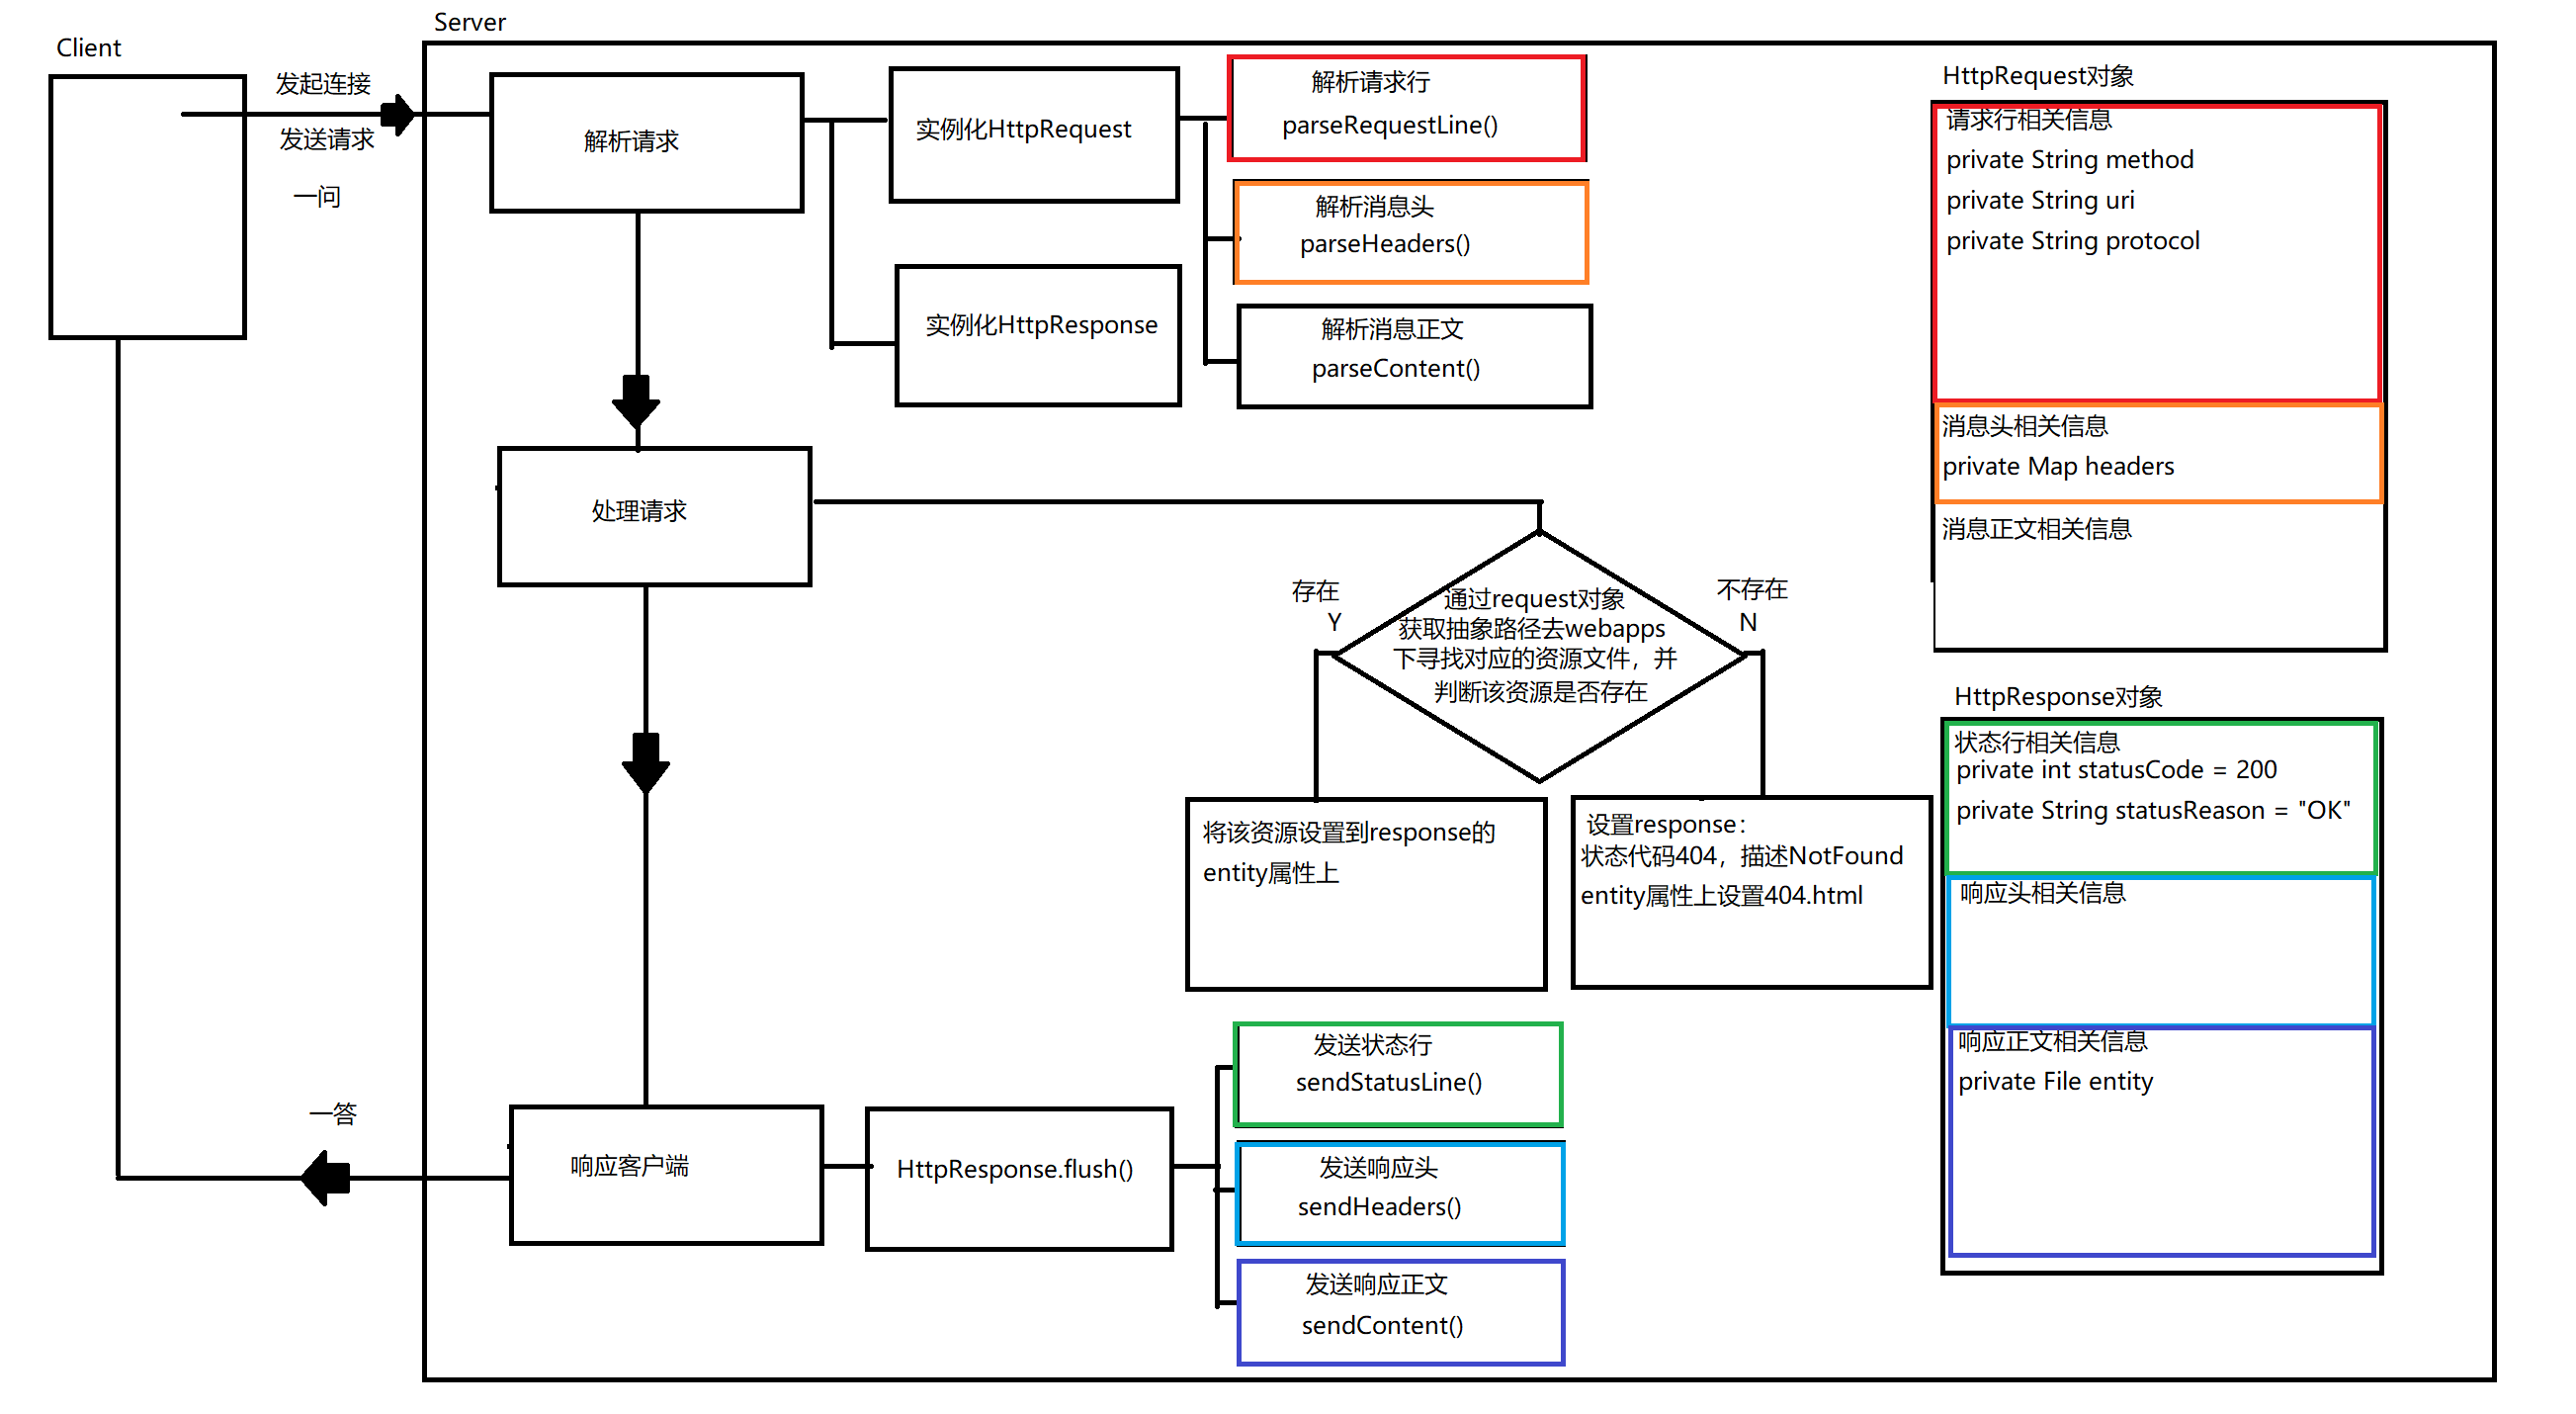 Server
Client
发起连接
发送请求
一问
解析请求
实例化HttpRequest
实例化HttpResponse
解析请求行
parseRequestLine()
解析消息头
parseHeaders()
解析消息正文
parseContent()
HttpRequest对象
请求行相关信息
private String method
private String uri
private String protocol
消息头相关信息
private Map headers
消息正文相关信息
处理请求
存在
Y
不存在
N
通过request对象
获取抽象路径去webapps
下寻找对应的资源文件，并
判断该资源是否存在
将该资源设置到response的
entity属性上
设置response：
状态代码404，描述NotFound
entity属性上设置404.html
HttpResponse对象
状态行相关信息
private int statusCode = 200
private String statusReason = "OK"
响应头相关信息
响应正文相关信息
private File entity
一答
响应客户端
HttpResponse.flush()
发送状态行
sendStatusLine()
发送响应头
sendHeaders()
发送响应正文
sendContent()